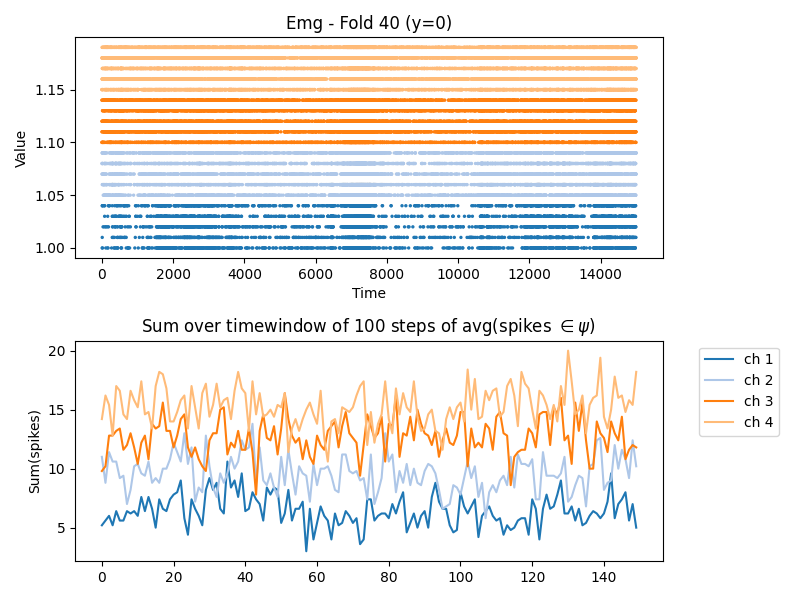 Emg - Fold 40 (y=0)
Value
1.15
1.10
1.05
1.00
0 2000 4000 6000 8000 10000 12000 14000
Time
Sum over timewindow of 100 steps of avg(spikes ∈ψ)
Sum(spikes)
20
15
10
5
0 20 40 60 80 100 120 140
ch 1
ch 2
ch 3
ch 4